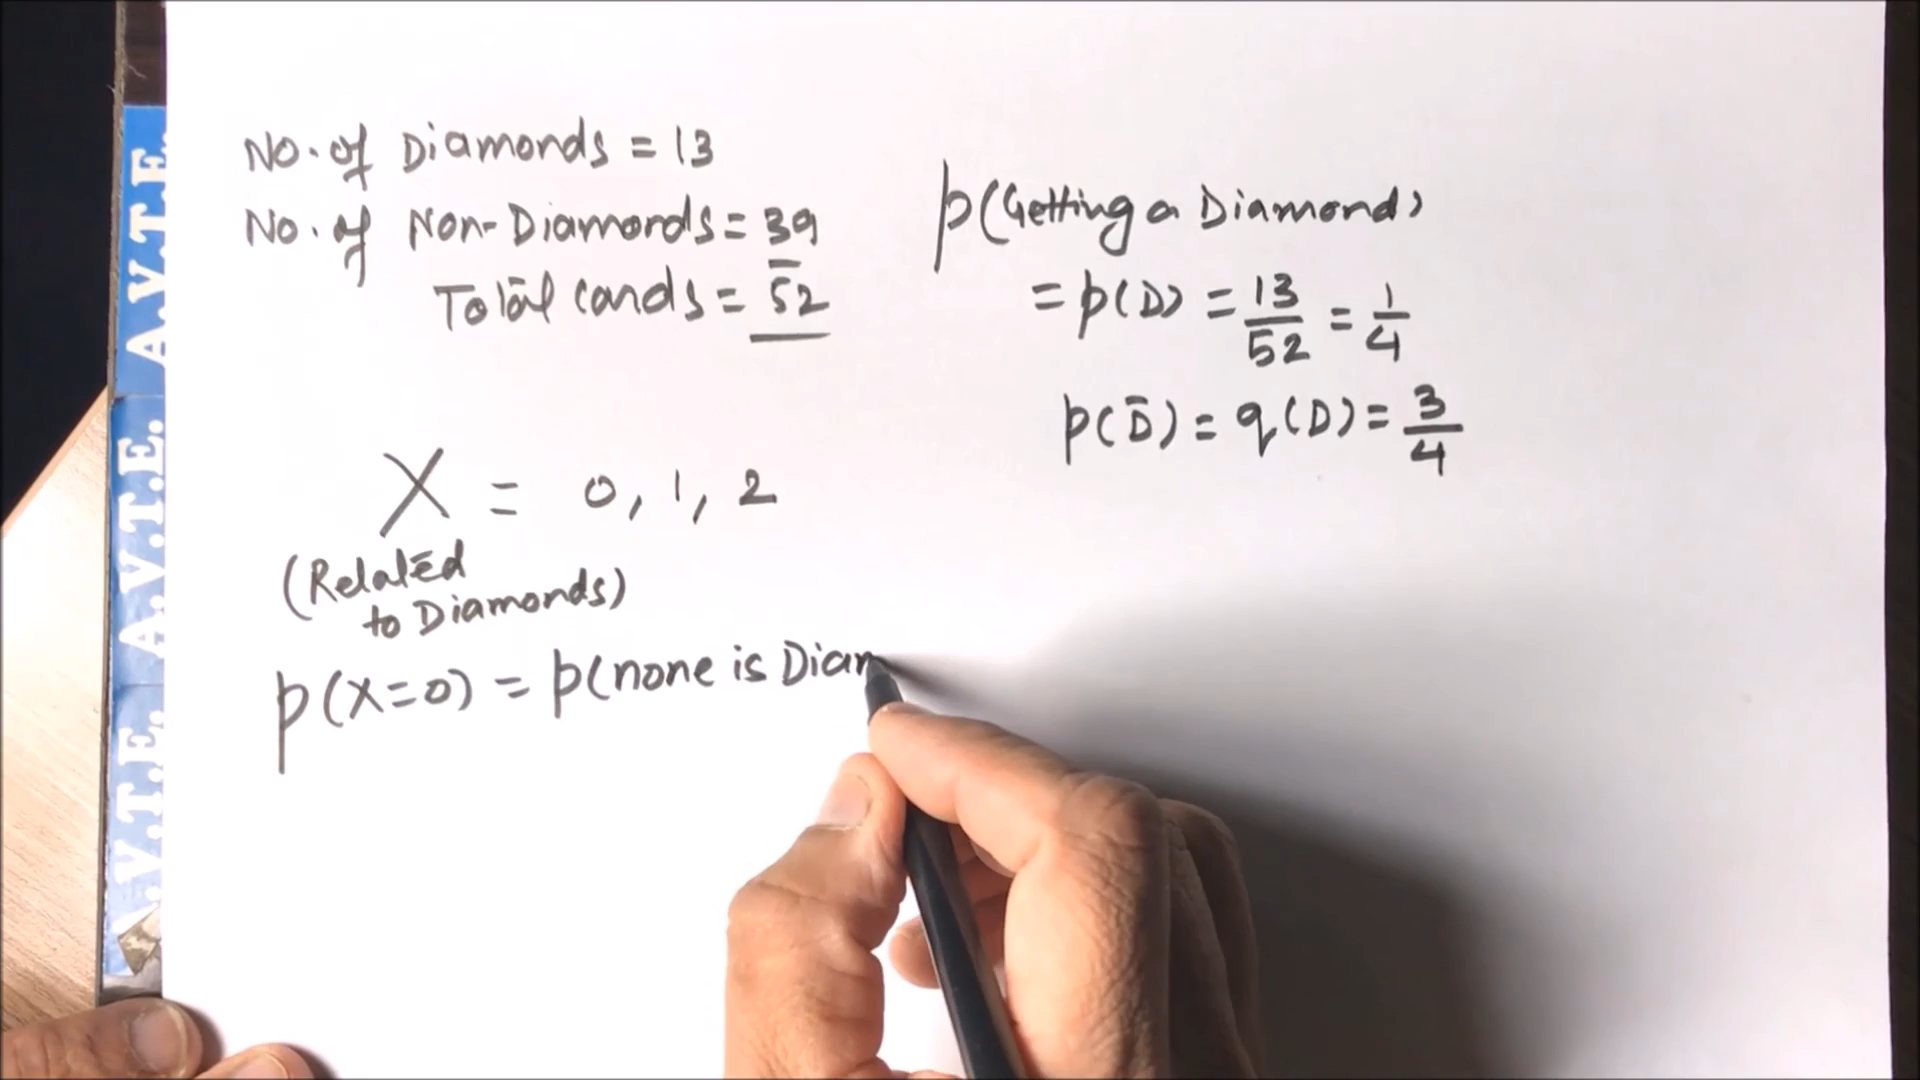 No. of Diamonds = 13
No. of Non-Diamonds = 39
Total cards = 52
p(Getting a Diamond)
= p(D) = 13/52 = 1/4
p(D̄) = q(D) = 3/4
X = 0, 1, 2
(Related
to Diamonds)
p(X=0) = p(none is Diam
A.V.T.E. A.V.T.E. A.V.T.E.